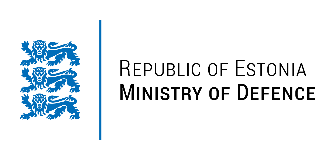 Republic of Estonia
Ministry of Defence